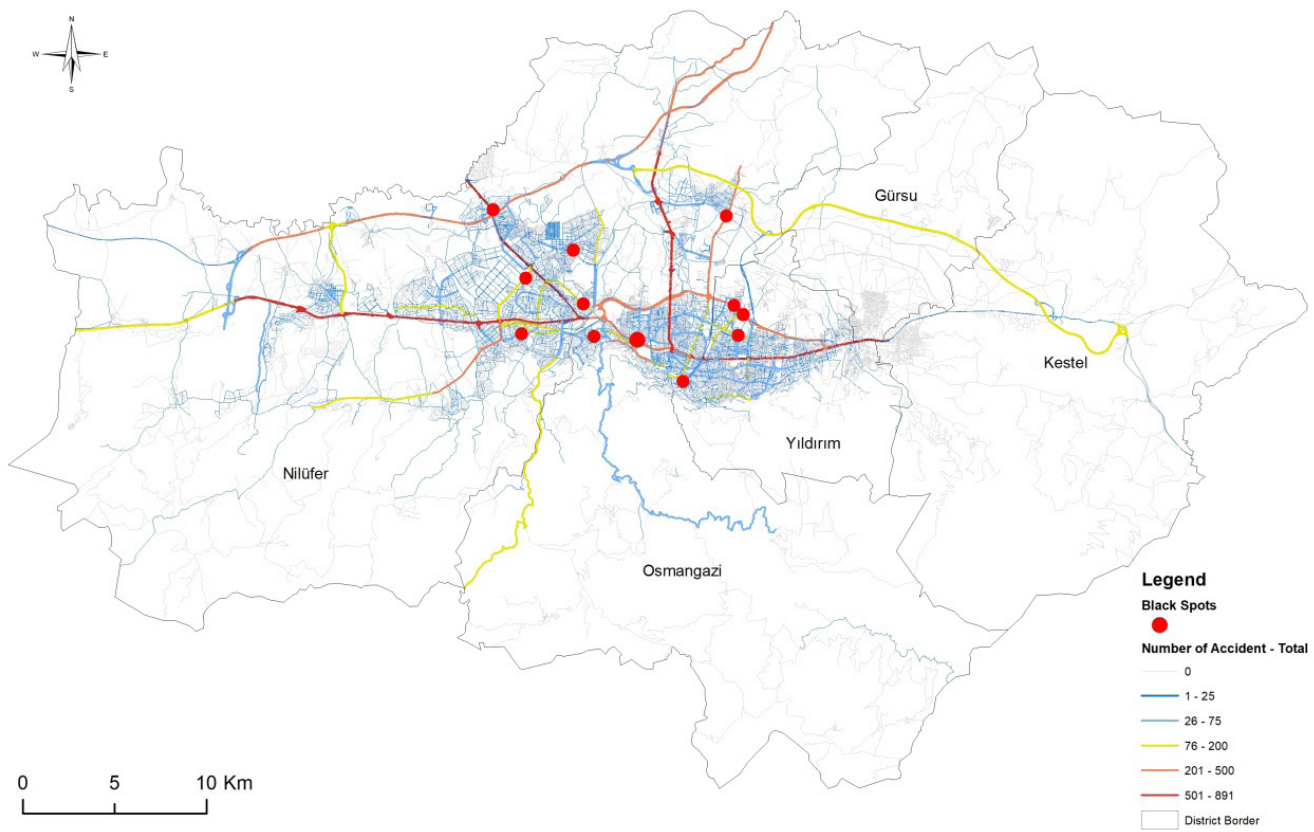 N
W E
S
Gürsu
Kestel
Yıldırım
Nilüfer
Osmangazi
Legend
Black Spots
Number of Accident - Total
0
1 - 25
26 - 75
76 - 200
201 - 500
501 - 891
District Border
0 5 10 Km